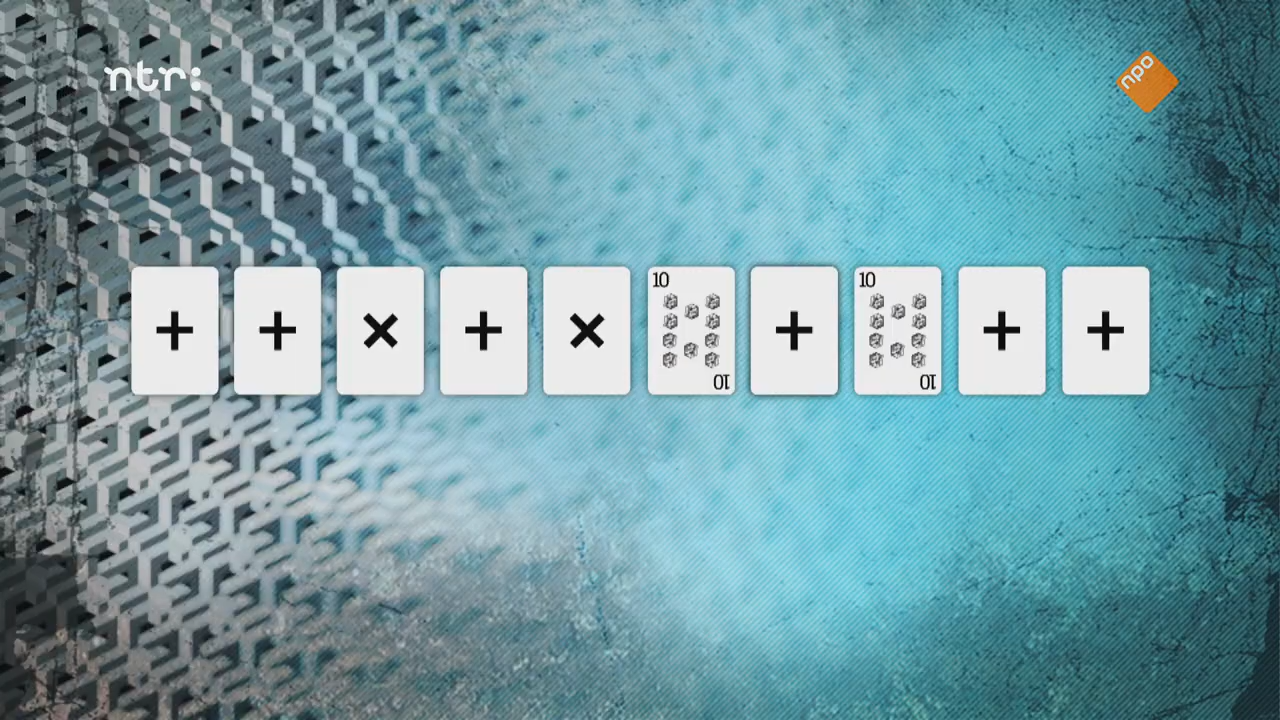 ntr:
npo
+ + × + × 10 + 10 + +
10 10